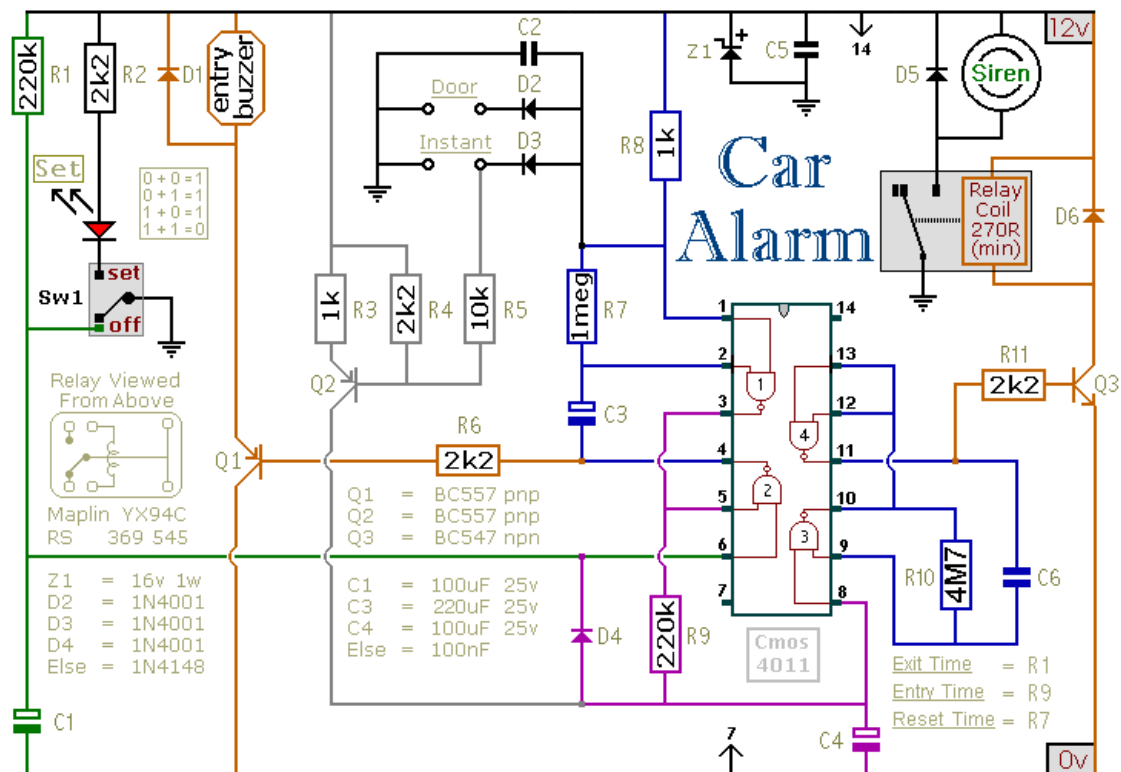 12v
220k
R1
2k2
R2
D1
entry
buzzer
C2
Door
D2
Instant
D3
R8
1k
Z1
+
C5
14
D5
Siren
Car
Alarm
Relay
Coil
270R
(min)
D6
Set
0 + 0 = 1
0 + 1 = 1
1 + 0 = 1
1 + 1 = 0
set
Sw1
off
1k
R3
2k2
R4
10k
R5
1meg
R7
Q2
1
2
3
4
5
6
7
14
13
12
11
10
9
8
1
4
2
3
R11
2k2
Q3
Relay Viewed
From Above
Maplin YX94C
RS 369 545
Q1
R6
2k2
C3
Q1 = BC557 pnp
Q2 = BC557 pnp
Q3 = BC547 npn
Z1 = 16v 1w
D2 = 1N4001
D3 = 1N4001
D4 = 1N4001
Else = 1N4148
C1 = 100uF 25v
C3 = 220uF 25v
C4 = 100uF 25v
Else = 100nF
D4
220k
R9
Cmos
4011
R10
4M7
C6
Exit Time = R1
Entry Time = R9
Reset Time = R7
C1
7
C4
0v